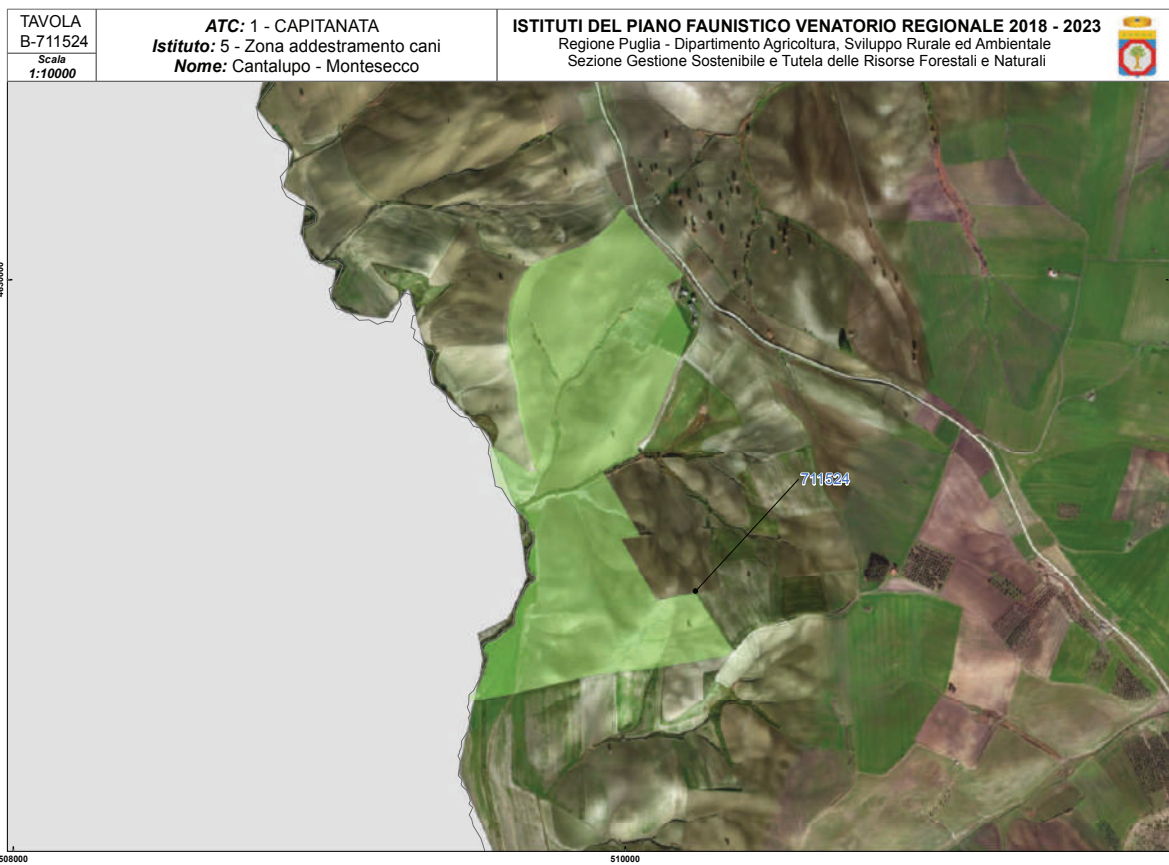 TAVOLA
B-711524
Scala
1:10000
ATC: 1 - CAPITANATA
Istituto: 5 - Zona addestramento cani
Nome: Cantalupo - Montesecco
ISTITUTI DEL PIANO FAUNISTICO VENATORIO REGIONALE 2018 - 2023
Regione Puglia - Dipartimento Agricoltura, Sviluppo Rurale ed Ambientale
Sezione Gestione Sostenibile e Tutela delle Risorse Forestali e Naturali
711524
508000
510000